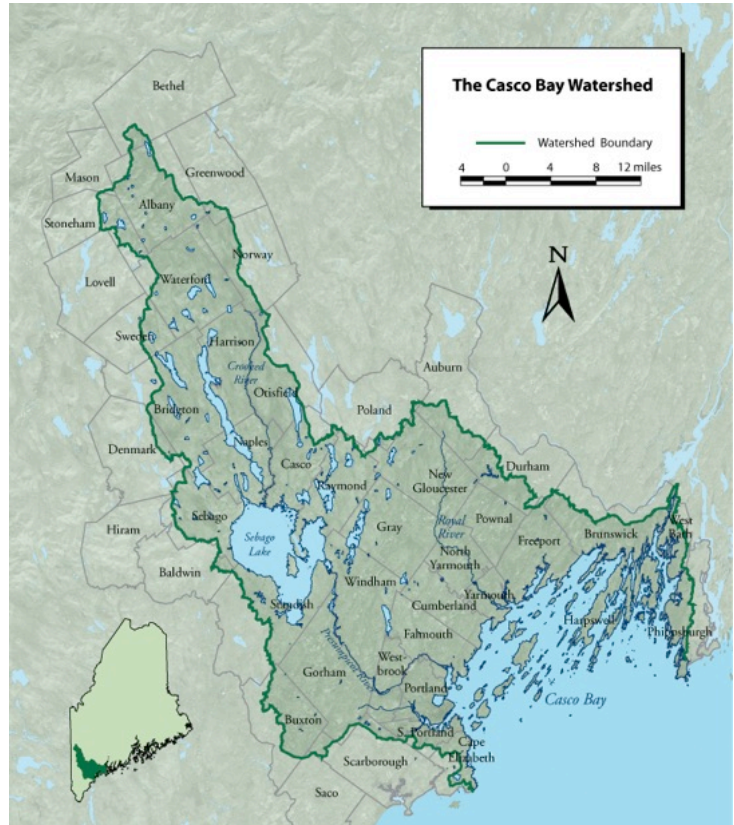 Bethel
The Casco Bay Watershed
Watershed Boundary
4 0 4 8 12 miles
Mason
Greenwood
Albany
Stoneham
Norway
Lovell
Waterford
N
Sweden
Harrison
Crooked
River
Auburn
Otisfield
Poland
Bridgton
Naples
Denmark
Casco
Durham
Raymond
New
Gloucester
Sebago
Pownal
West
Bath
Gray
Royal
River
Brunswick
Hiram
Sebago
Lake
Freeport
North
Yarmouth
Baldwin
Windham
Yarmouth
Standish
Cumberland
Harpswell
Phippsburgh
Falmouth
Presumpscot River
West-
brook
Gorham
Portland
Casco Bay
Buxton
S. Portland
Cape
Elizabeth
Scarborough
Saco